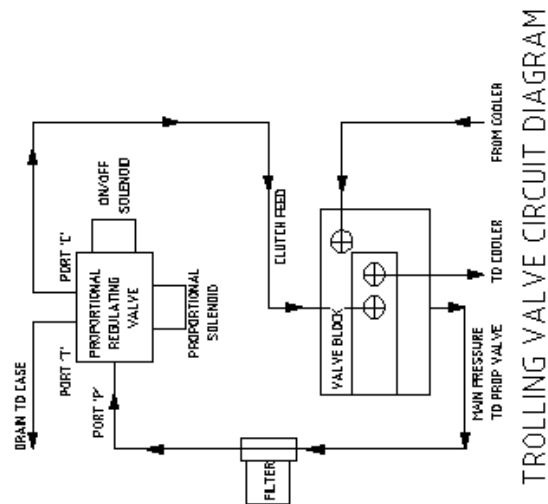 DRAIN TO CASE
PORT 'T'
PORT 'C'
PROPORTIONAL
REGULATING
VALVE
ON/OFF
SOLENOID
PROPORTIONAL
SOLENOID
PORT 'P'
CLUTCH FEED
FILTER
VALVE BLOCK
FROM COOLER
TO COOLER
MAIN PRESSURE
TO PROP VALVE
TROLLING VALVE CIRCUIT DIAGRAM